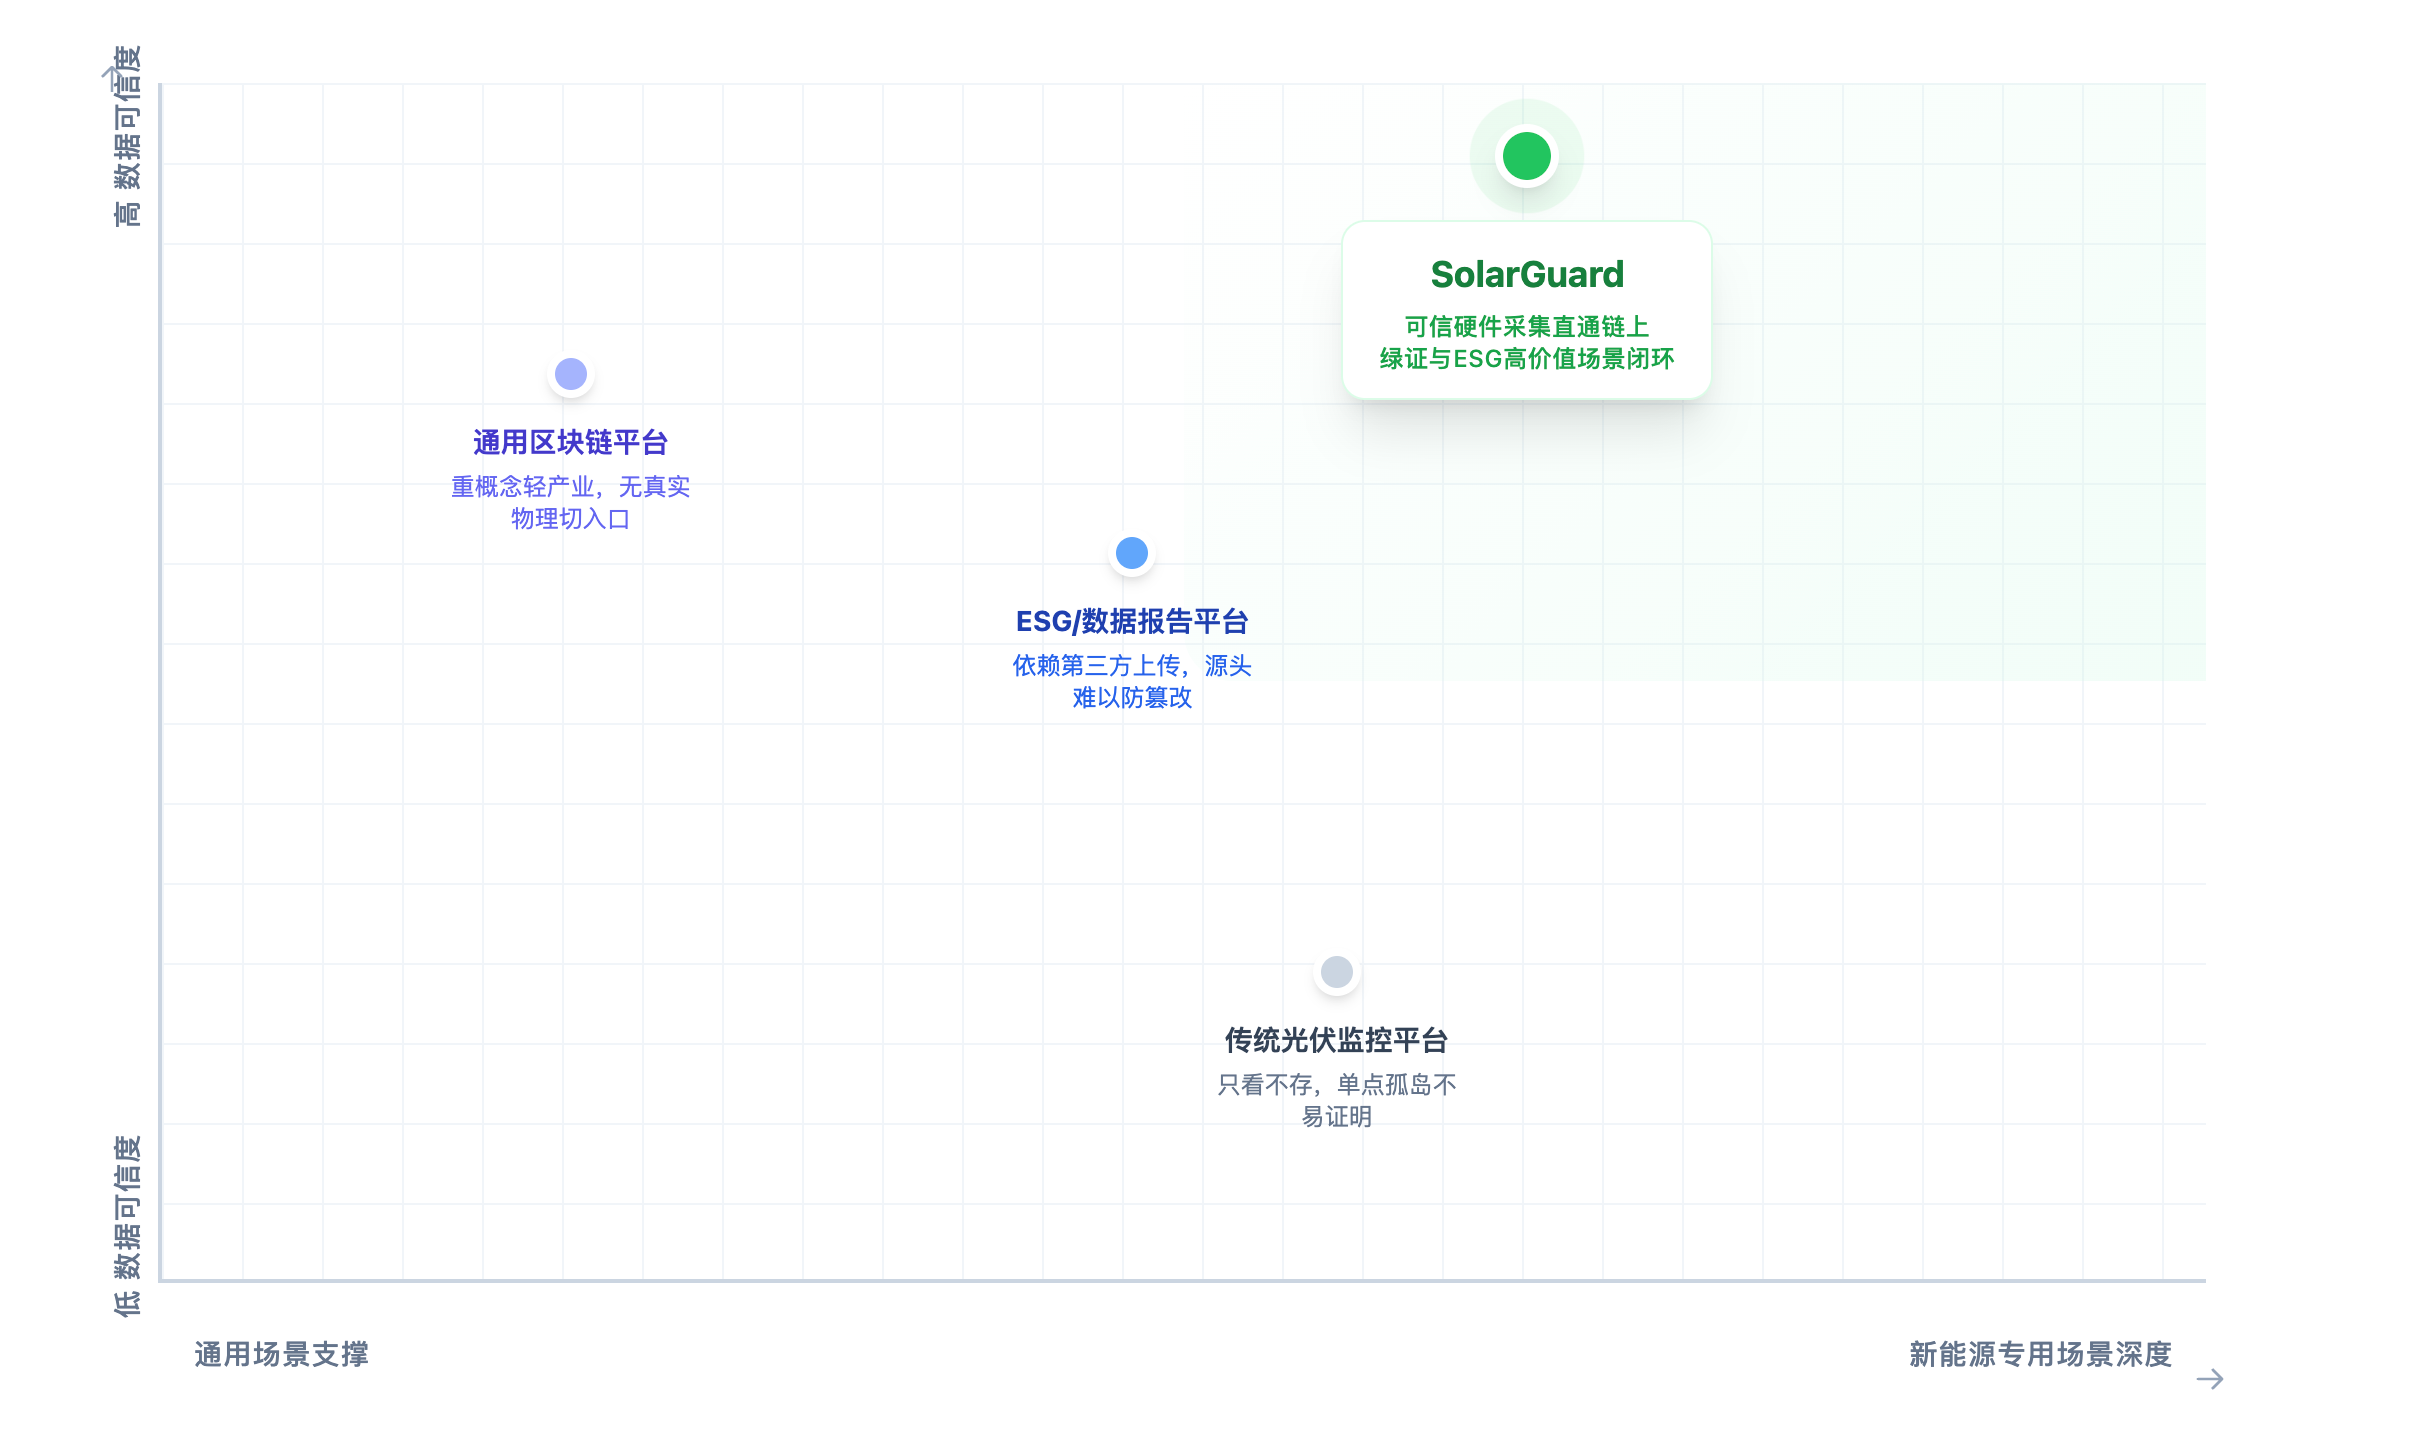 高 数据可信度
SolarGuard
可信硬件采集直通链上
绿证与ESG高价值场景闭环
通用区块链平台
重概念轻产业，无真实
物理切入口
ESG/数据报告平台
依赖第三方上传，源头
难以防篡改
传统光伏监控平台
只看不存，单点孤岛不
易证明
低 数据可信度
通用场景支撑
新能源专用场景深度